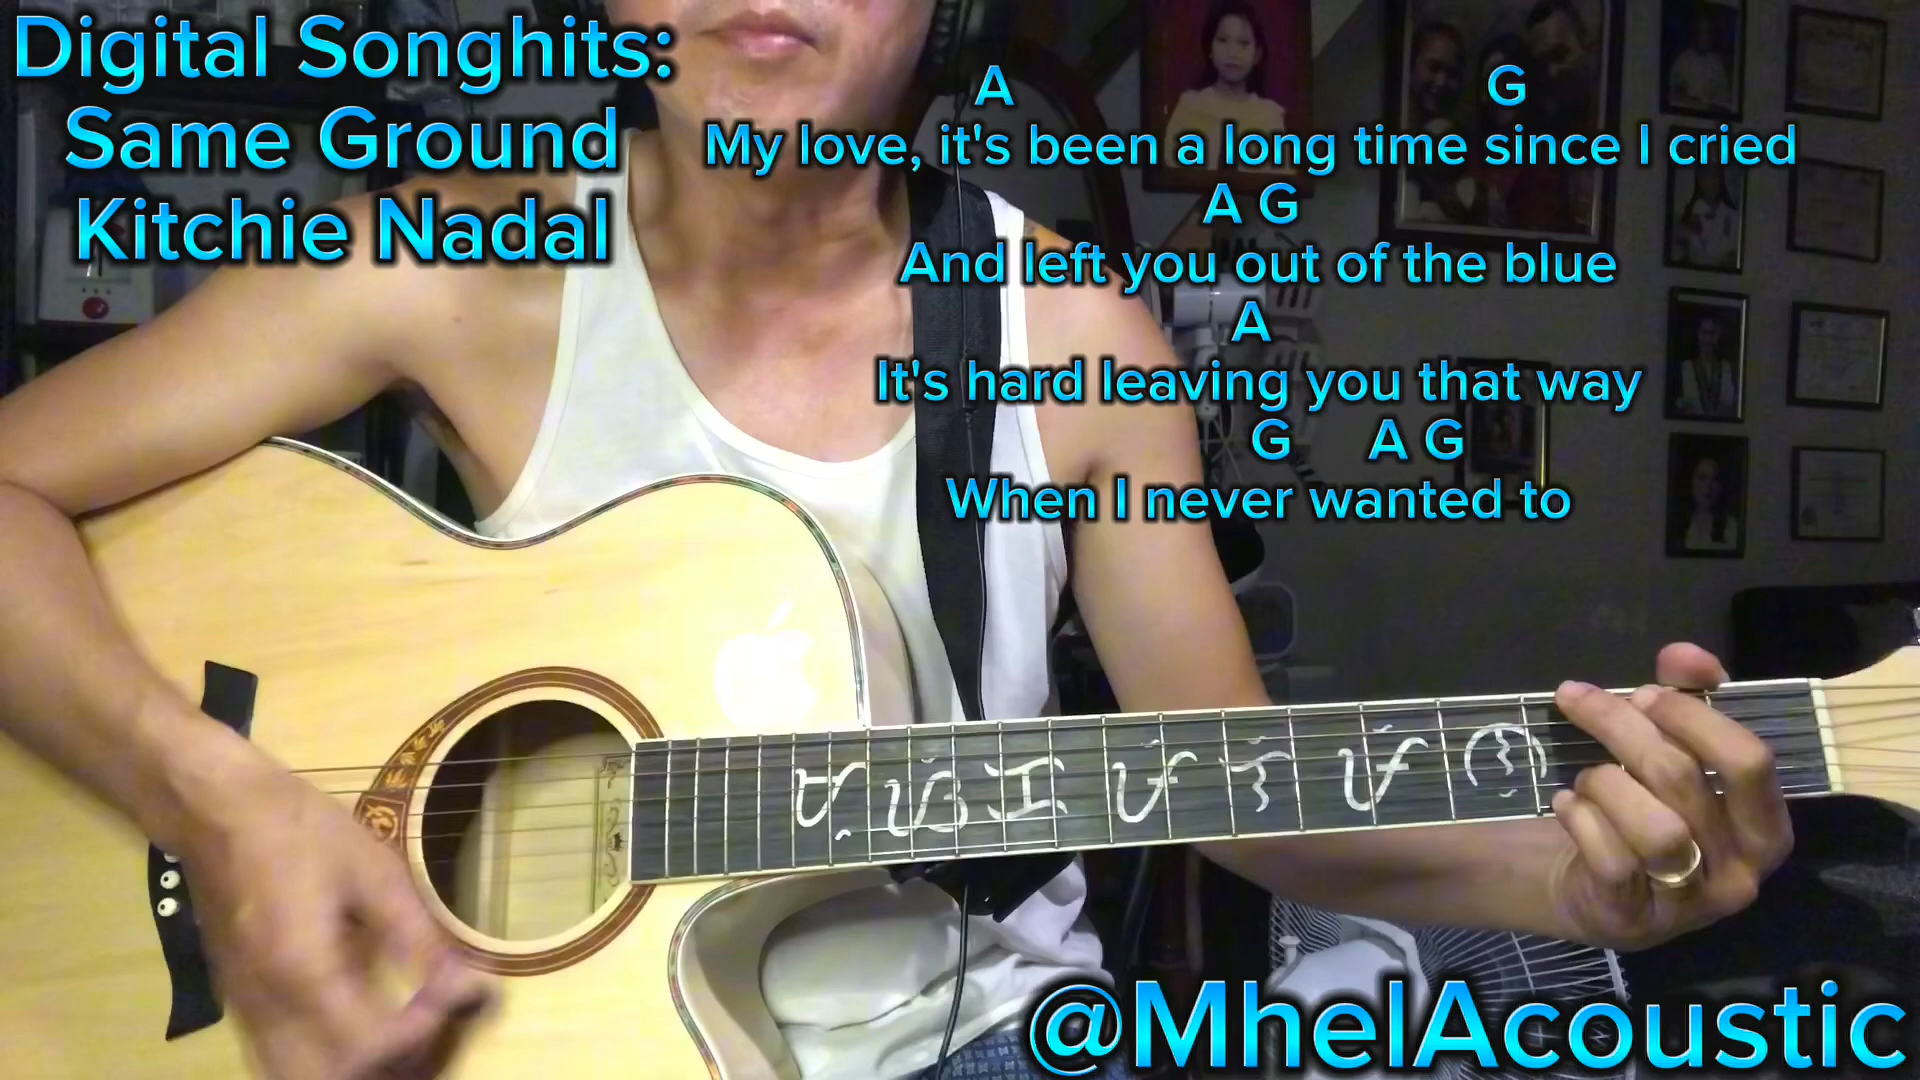 Digital Songhits:
Same Ground
Kitchie Nadal
A G
My love, it's been a long time since I cried
A G
And left you out of the blue
A
It's hard leaving you that way
G A G
When I never wanted to
@MhelAcoustic